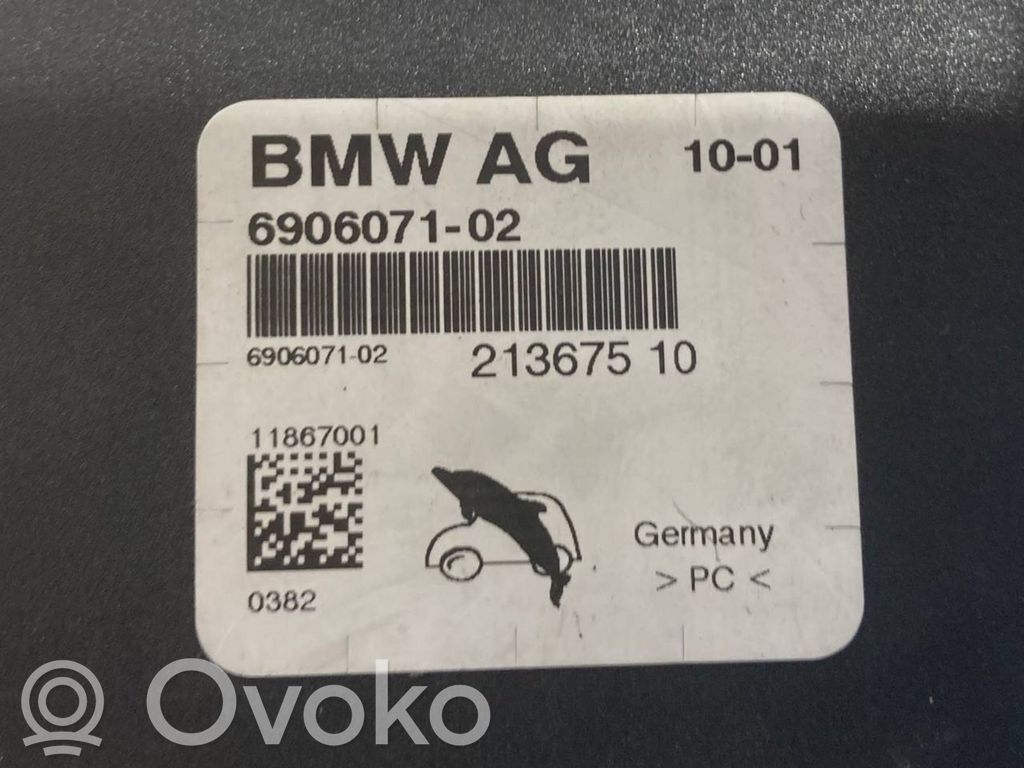 BMW AG 10-01
6906071-02
6906071-02 213675 10
11867001
0382
Germany
> PC <
Ovoko